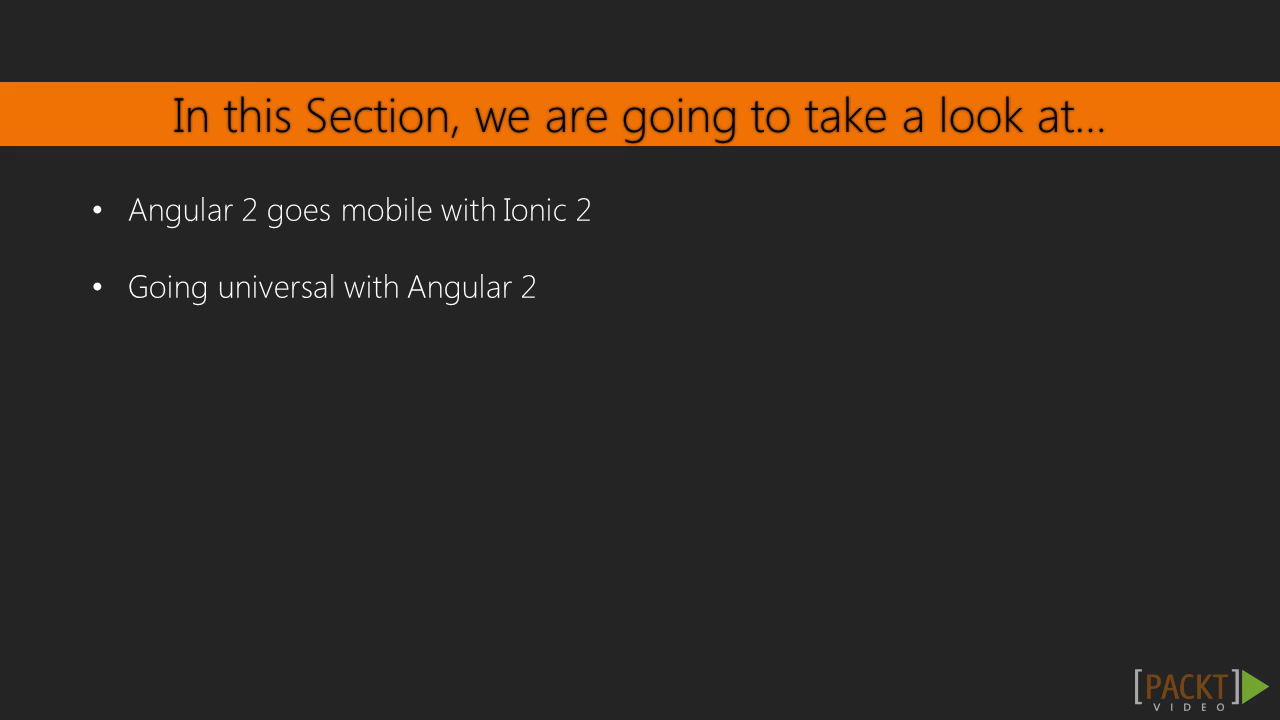 In this Section, we are going to take a look at...
• Angular 2 goes mobile with Ionic 2
• Going universal with Angular 2
[PACKT]
VIDEO